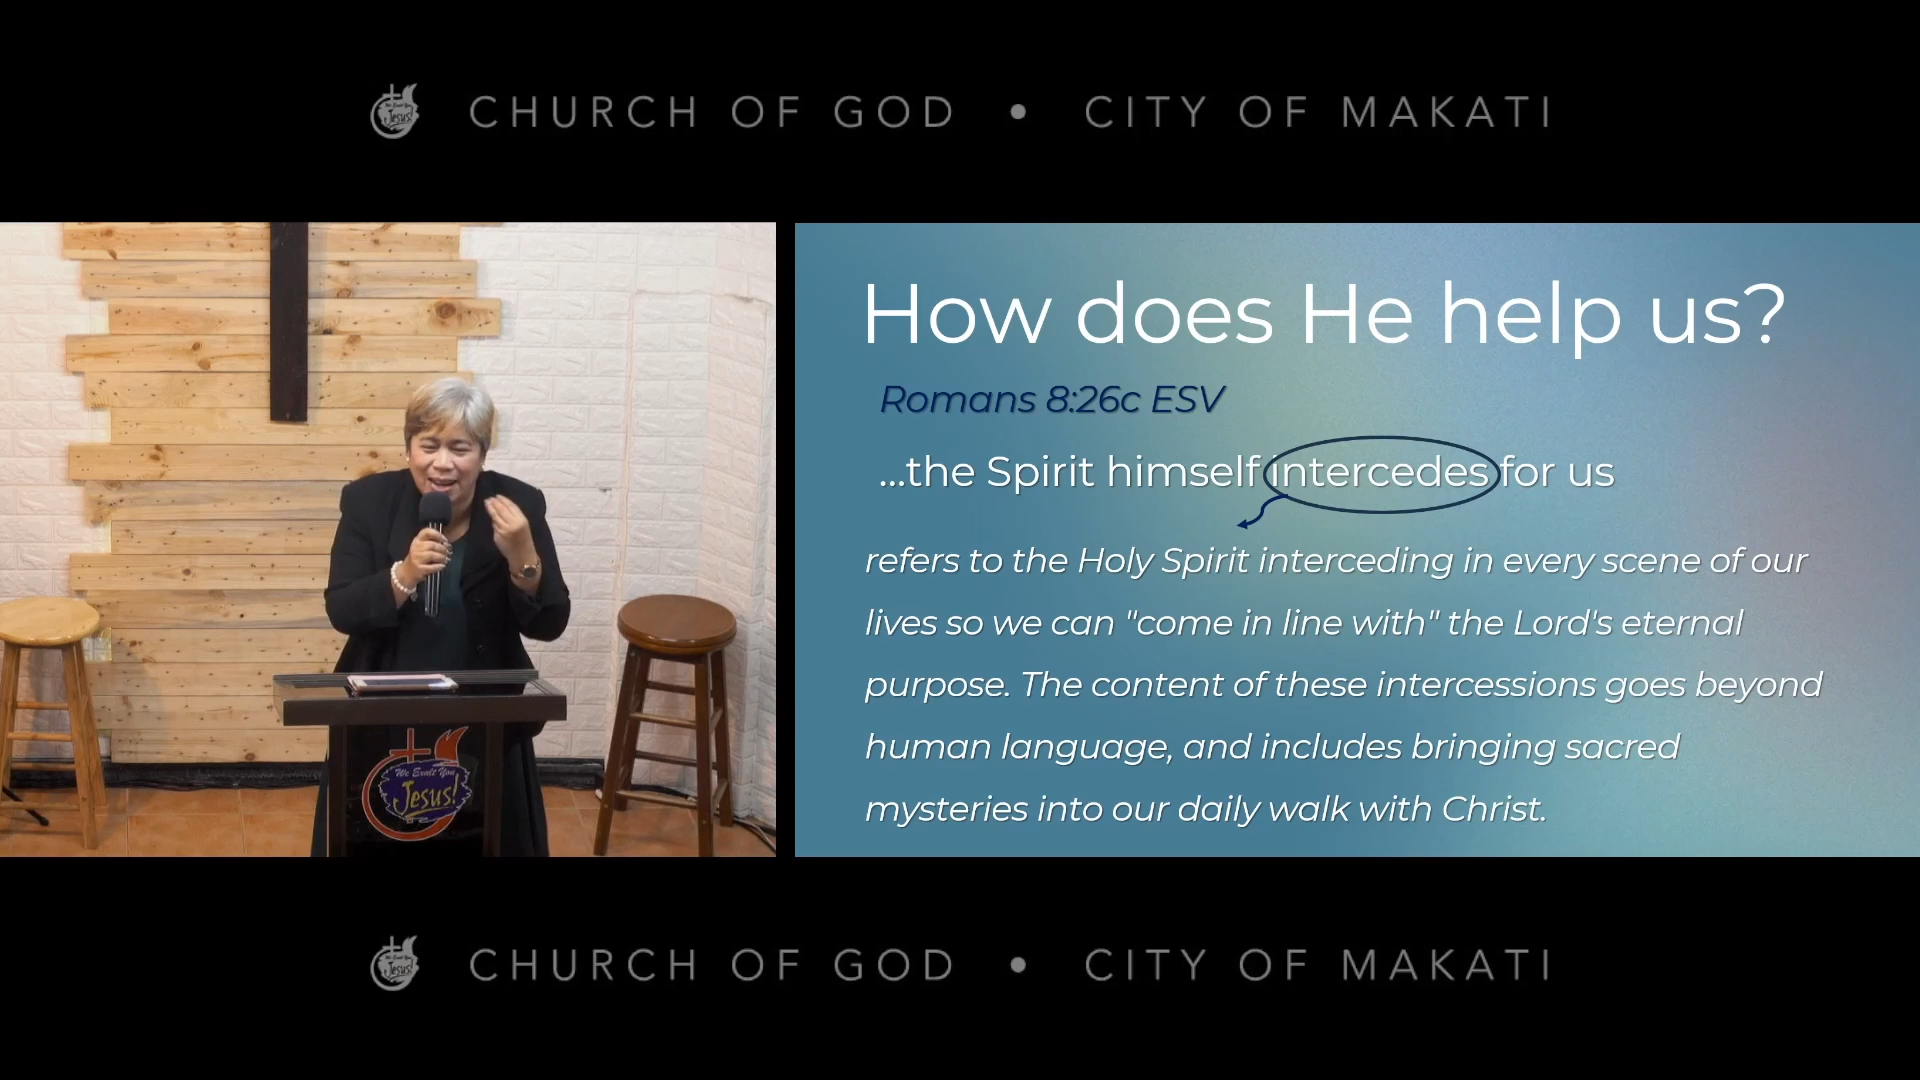 Jesus!
CHURCH OF GOD • CITY OF MAKATI
How does He help us?
Romans 8:26c ESV
...the Spirit himself intercedes for us
refers to the Holy Spirit interceding in every scene of our
lives so we can "come in line with" the Lord's eternal
purpose. The content of these intercessions goes beyond
human language, and includes bringing sacred
mysteries into our daily walk with Christ.
We Exalt You
Jesus!
Jesus!
CHURCH OF GOD • CITY OF MAKATI